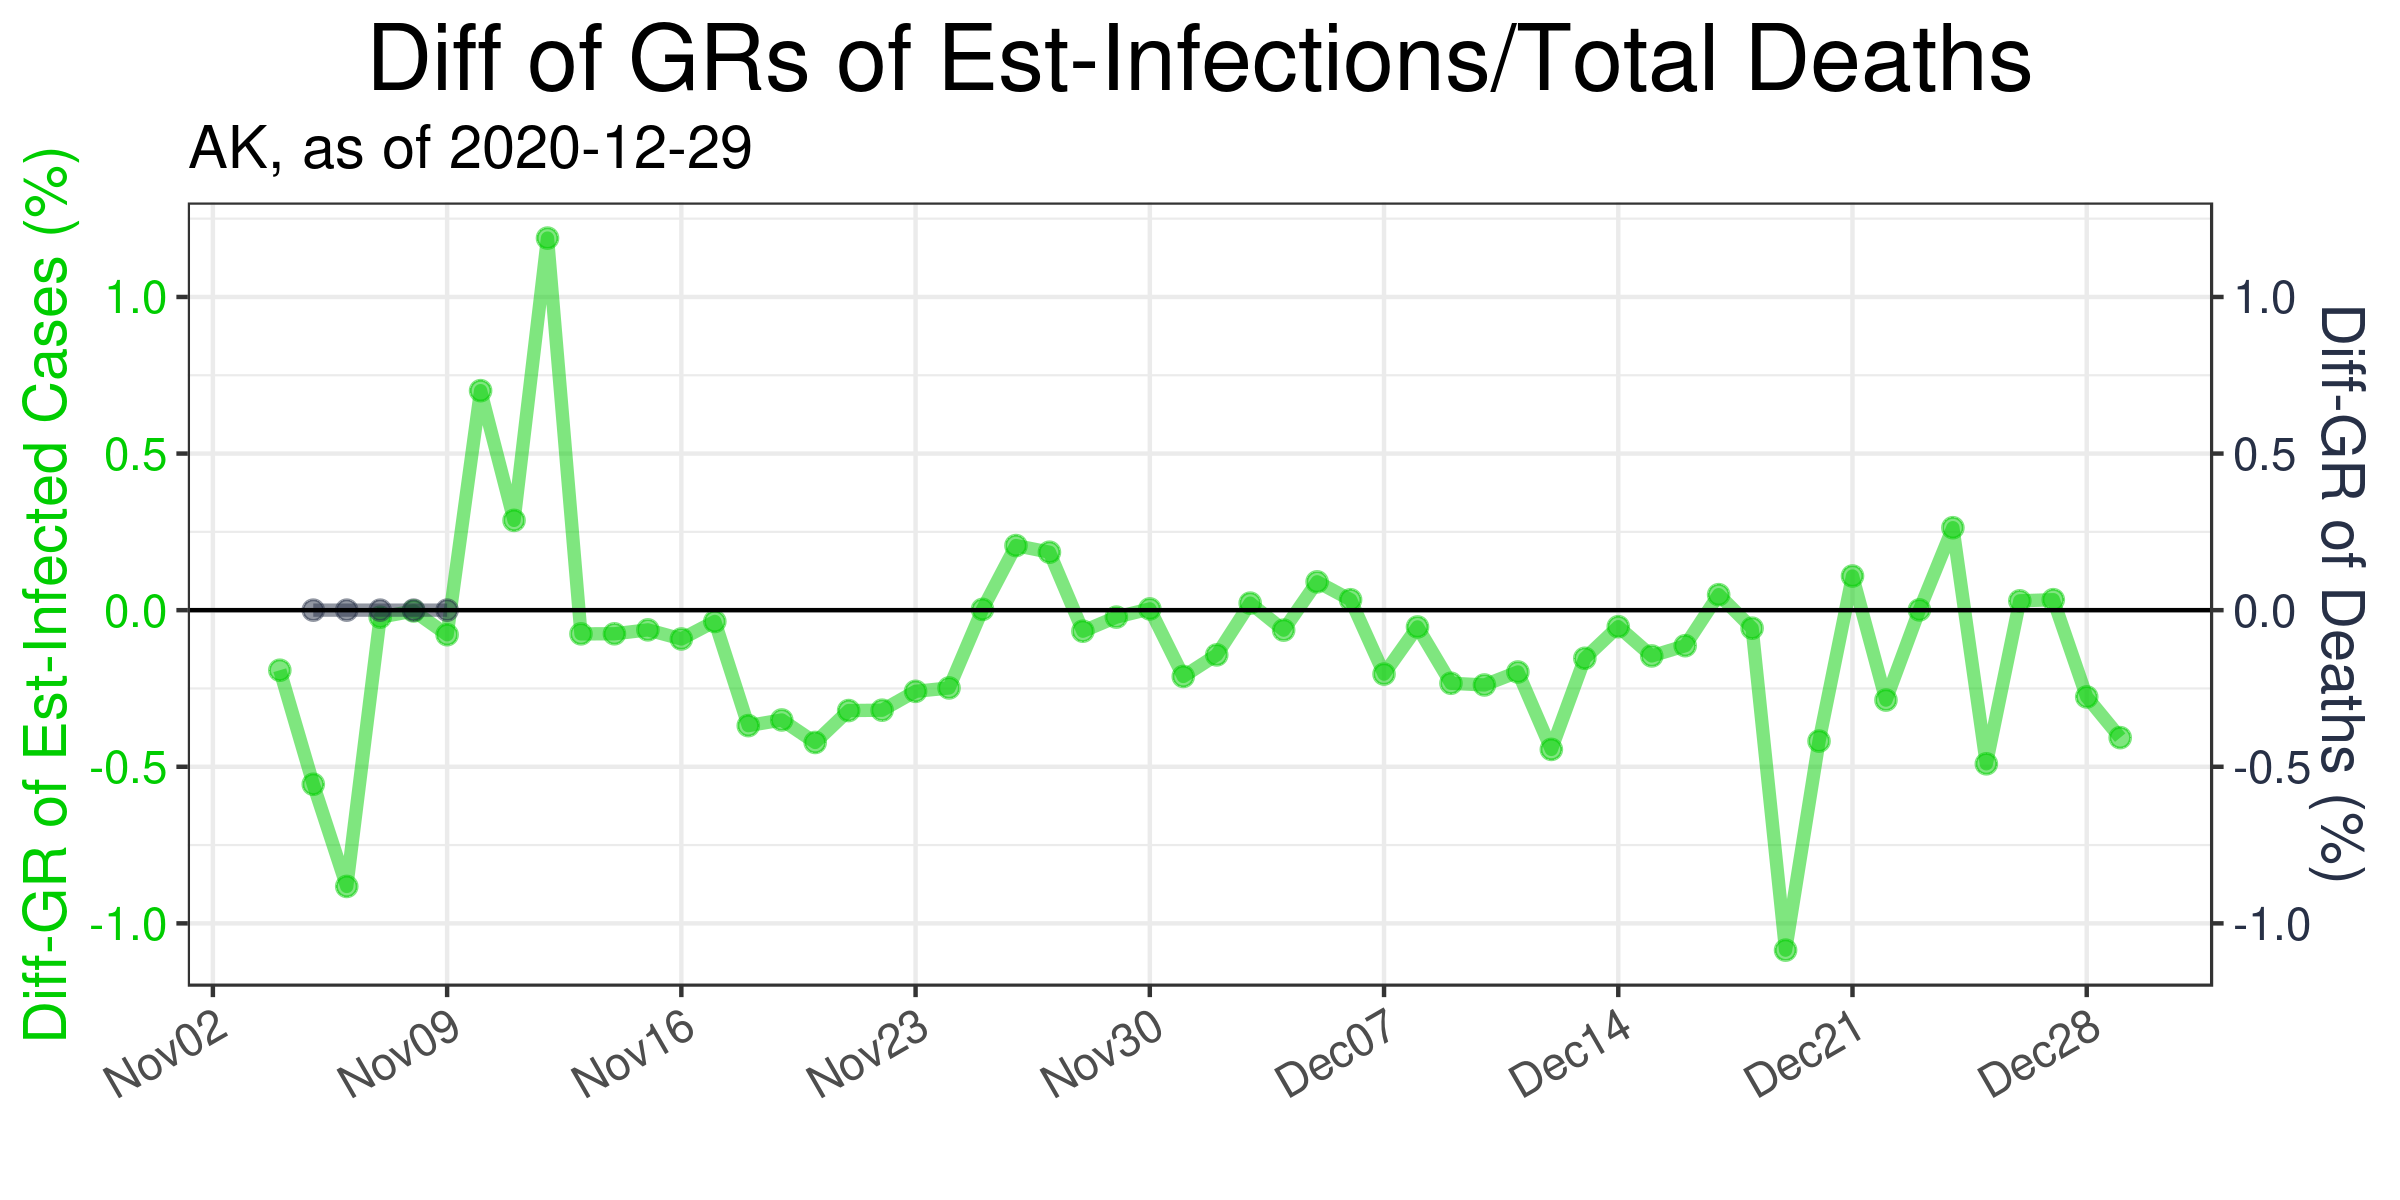 Diff of GRs of Est-Infections/Total Deaths
AK, as of 2020-12-29
Diff-GR of Est-Infected Cases (%)
1.0
0.5
0.0
-0.5
-1.0
1.0
0.5
0.0
-0.5
-1.0
Diff-GR of Deaths (%)
Nov02
Nov09
Nov16
Nov23
Nov30
Dec07
Dec14
Dec21
Dec28